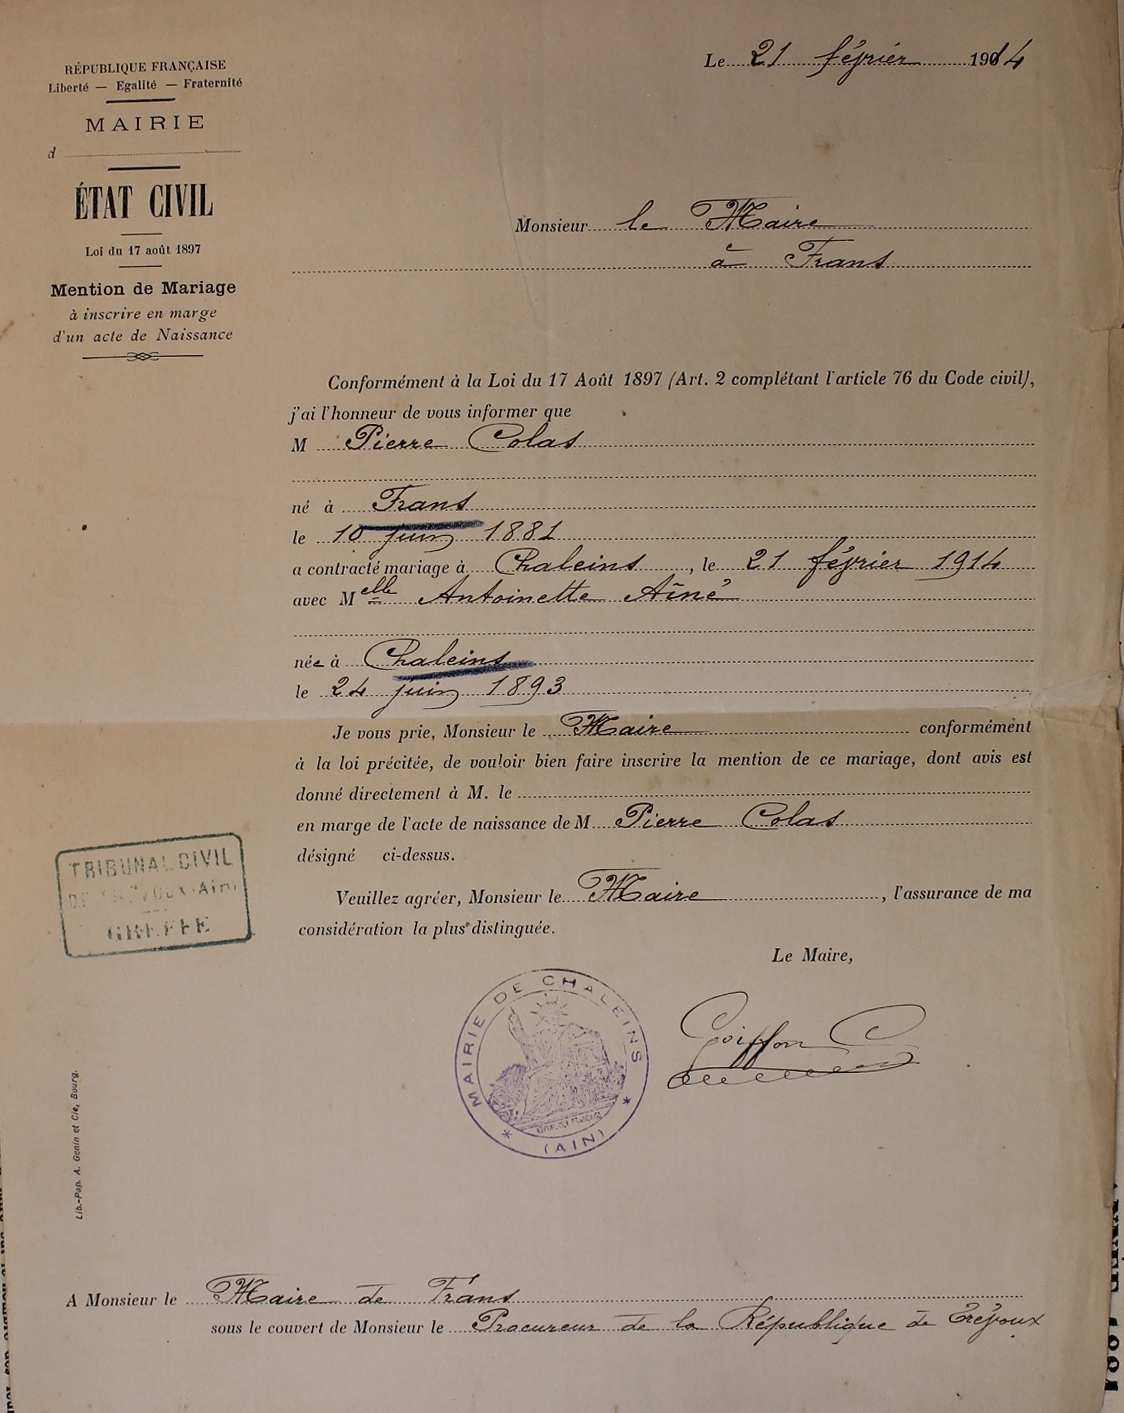 RÉPUBLIQUE FRANÇAISE
Liberté — Egalité — Fraternité
MAIRIE
d
ÉTAT CIVIL
Loi du 17 août 1897
Mention de Mariage
à inscrire en marge
d'un acte de Naissance
Le 21 février 1914
Monsieur le Maire
à Frans
Conformément à la Loi du 17 Août 1897 (Art. 2 complétant l'article 76 du Code civil),
j'ai l'honneur de vous informer que
M Pierre Colas
né à Frans
le 10 juin 1881
a contracté mariage à Chaleins, le 21 février 1914
avec Melle Antoinette Aîné
née à Chaleins
le 24 juin 1893
Je vous prie, Monsieur le Maire conformément
à la loi précitée, de vouloir bien faire inscrire la mention de ce mariage, dont avis est
donné directement à M. le
en marge de l'acte de naissance de M Pierre Colas
désigné ci-dessus.
Veuillez agréer, Monsieur le Maire, l'assurance de ma
considération la plus distinguée.
Le Maire,
Goiffon C
TRIBUNAL CIVIL
DE TRÉVOUX (Ain)
GREFFE
MAIRIE DE CHALEINS
(AIN)
Lib.-Pap. A. Genin et Cie, Bourg.
A Monsieur le Maire de Frans
sous le couvert de Monsieur le Procureur de la République de Trévoux